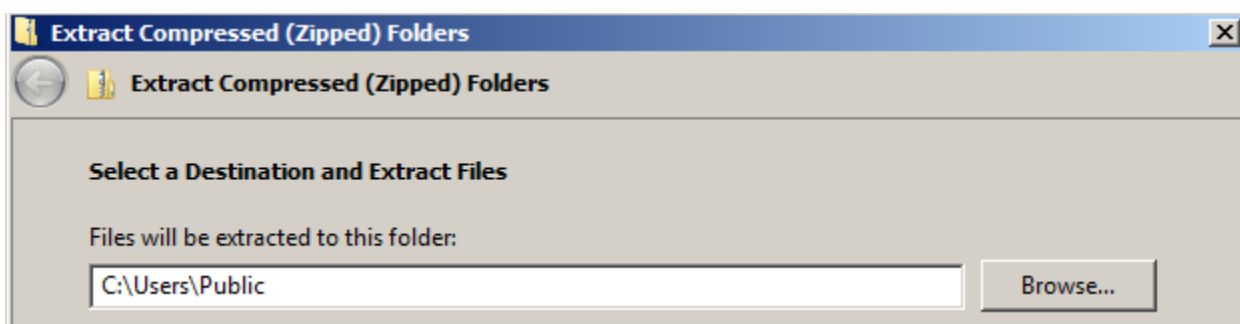 Extract Compressed (Zipped) Folders
Extract Compressed (Zipped) Folders
Select a Destination and Extract Files
Files will be extracted to this folder:
C:\Users\Public
Browse...